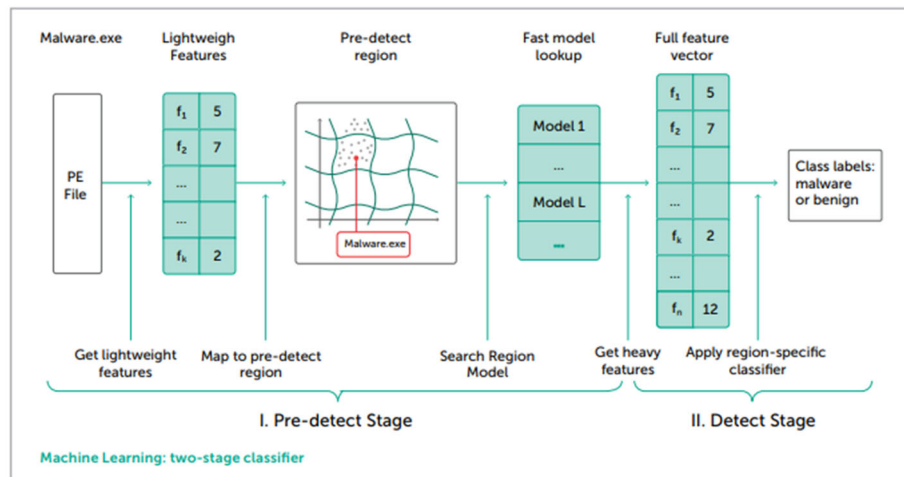 Malware.exe
Lightweigh
Features
Pre-detect
region
Fast model
lookup
Full feature
vector
PE
File
f₁ 5
f₂ 7
...
...
fₖ 2
Malware.exe
Model 1
...
Model L
...
f₁ 5
f₂ 7
...
...
fₖ 2
...
fₙ 12
Class labels:
malware
or benign
Get lightweight
features
Map to pre-detect
region
Search Region
Model
Get heavy
features
Apply region-specific
classifier
I. Pre-detect Stage
II. Detect Stage
Machine Learning: two-stage classifier